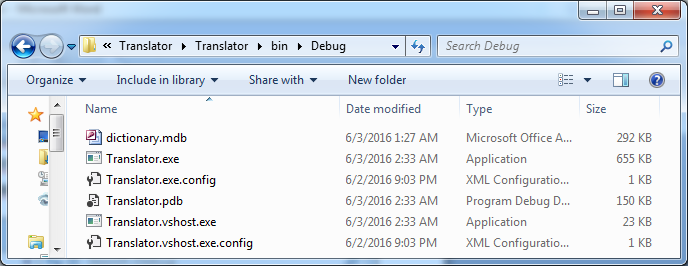 Translator Translator bin Debug Search Debug
Organize Include in library Share with New folder
Name Date modified Type Size
dictionary.mdb 6/3/2016 1:27 AM Microsoft Office A... 292 KB
Translator.exe 6/3/2016 2:33 AM Application 655 KB
Translator.exe.config 6/2/2016 9:03 PM XML Configuratio... 1 KB
Translator.pdb 6/3/2016 2:33 AM Program Debug D... 150 KB
Translator.vshost.exe 6/3/2016 2:33 AM Application 23 KB
Translator.vshost.exe.config 6/2/2016 9:03 PM XML Configuratio... 1 KB